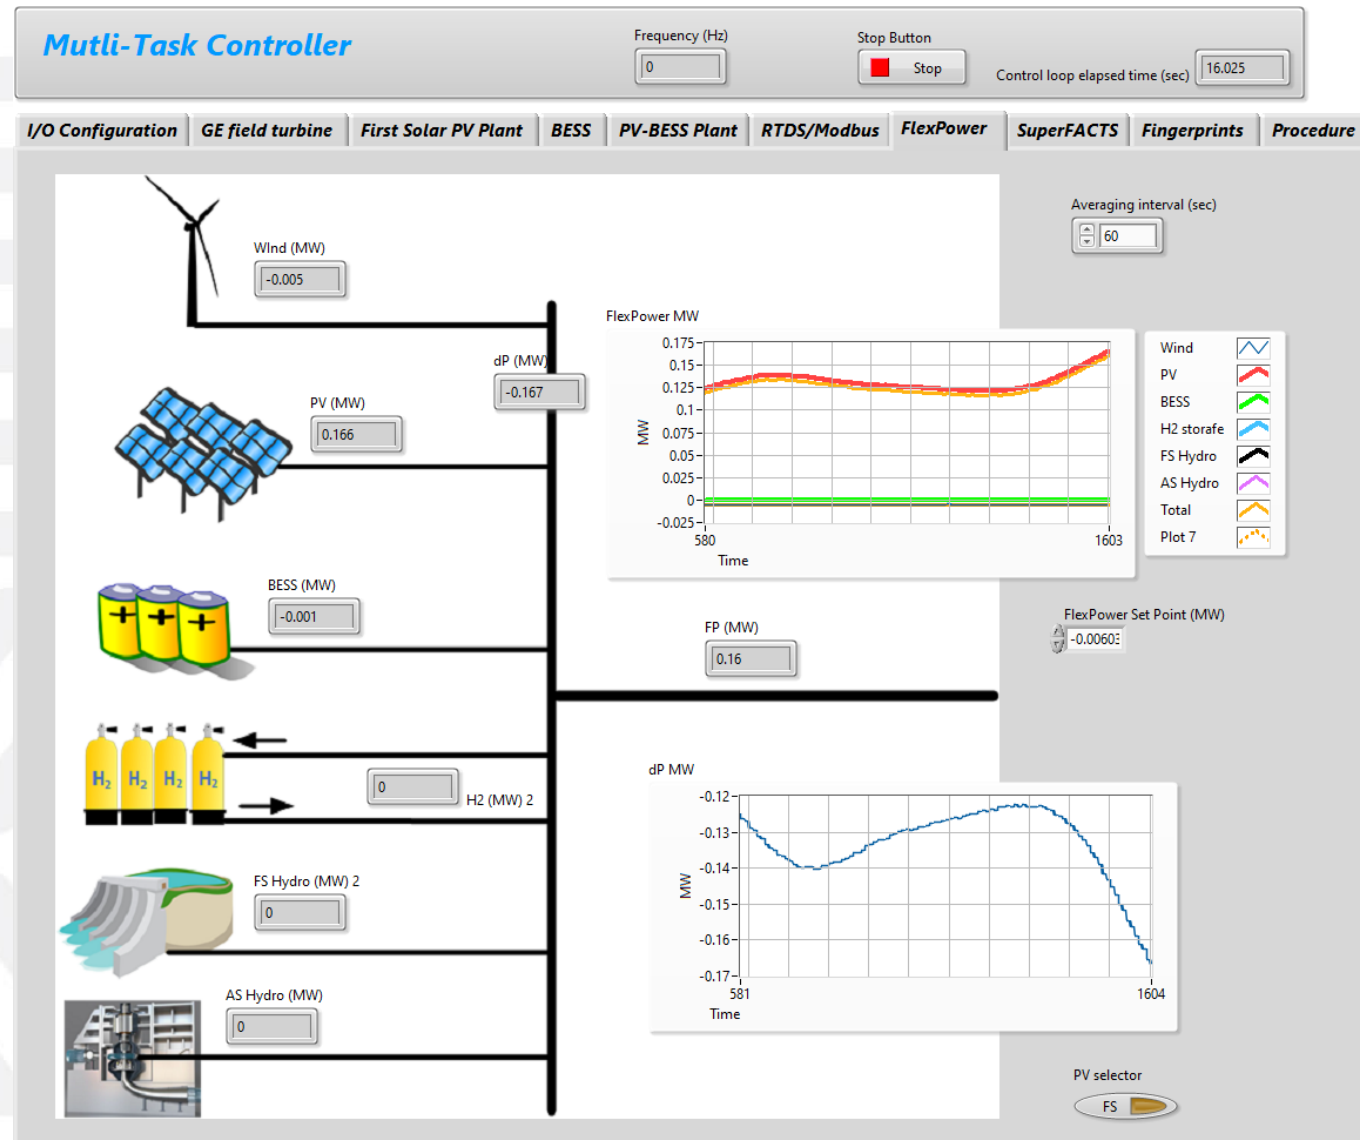 Mutli-Task Controller
Frequency (Hz)
0
Stop Button
Stop
Control loop elapsed time (sec)
16.025
I/O Configuration
GE field turbine
First Solar PV Plant
BESS
PV-BESS Plant
RTDS/Modbus
FlexPower
SuperFACTS
Fingerprints
Procedure
Averaging interval (sec)
60
WInd (MW)
-0.005
dP (MW)
-0.167
PV (MW)
0.166
FlexPower MW
0.175
0.15
0.125
0.1
0.075
0.05
0.025
0
-0.025
MW
580
1603
Time
Wind
PV
BESS
H2 storafe
FS Hydro
AS Hydro
Total
Plot 7
BESS (MW)
-0.001
FP (MW)
0.16
FlexPower Set Point (MW)
-0.00603
H2 H2 H2 H2
0
H2 (MW) 2
dP MW
-0.12
-0.13
-0.14
-0.15
-0.16
-0.17
MW
581
1604
Time
FS Hydro (MW) 2
0
AS Hydro (MW)
0
PV selector
FS